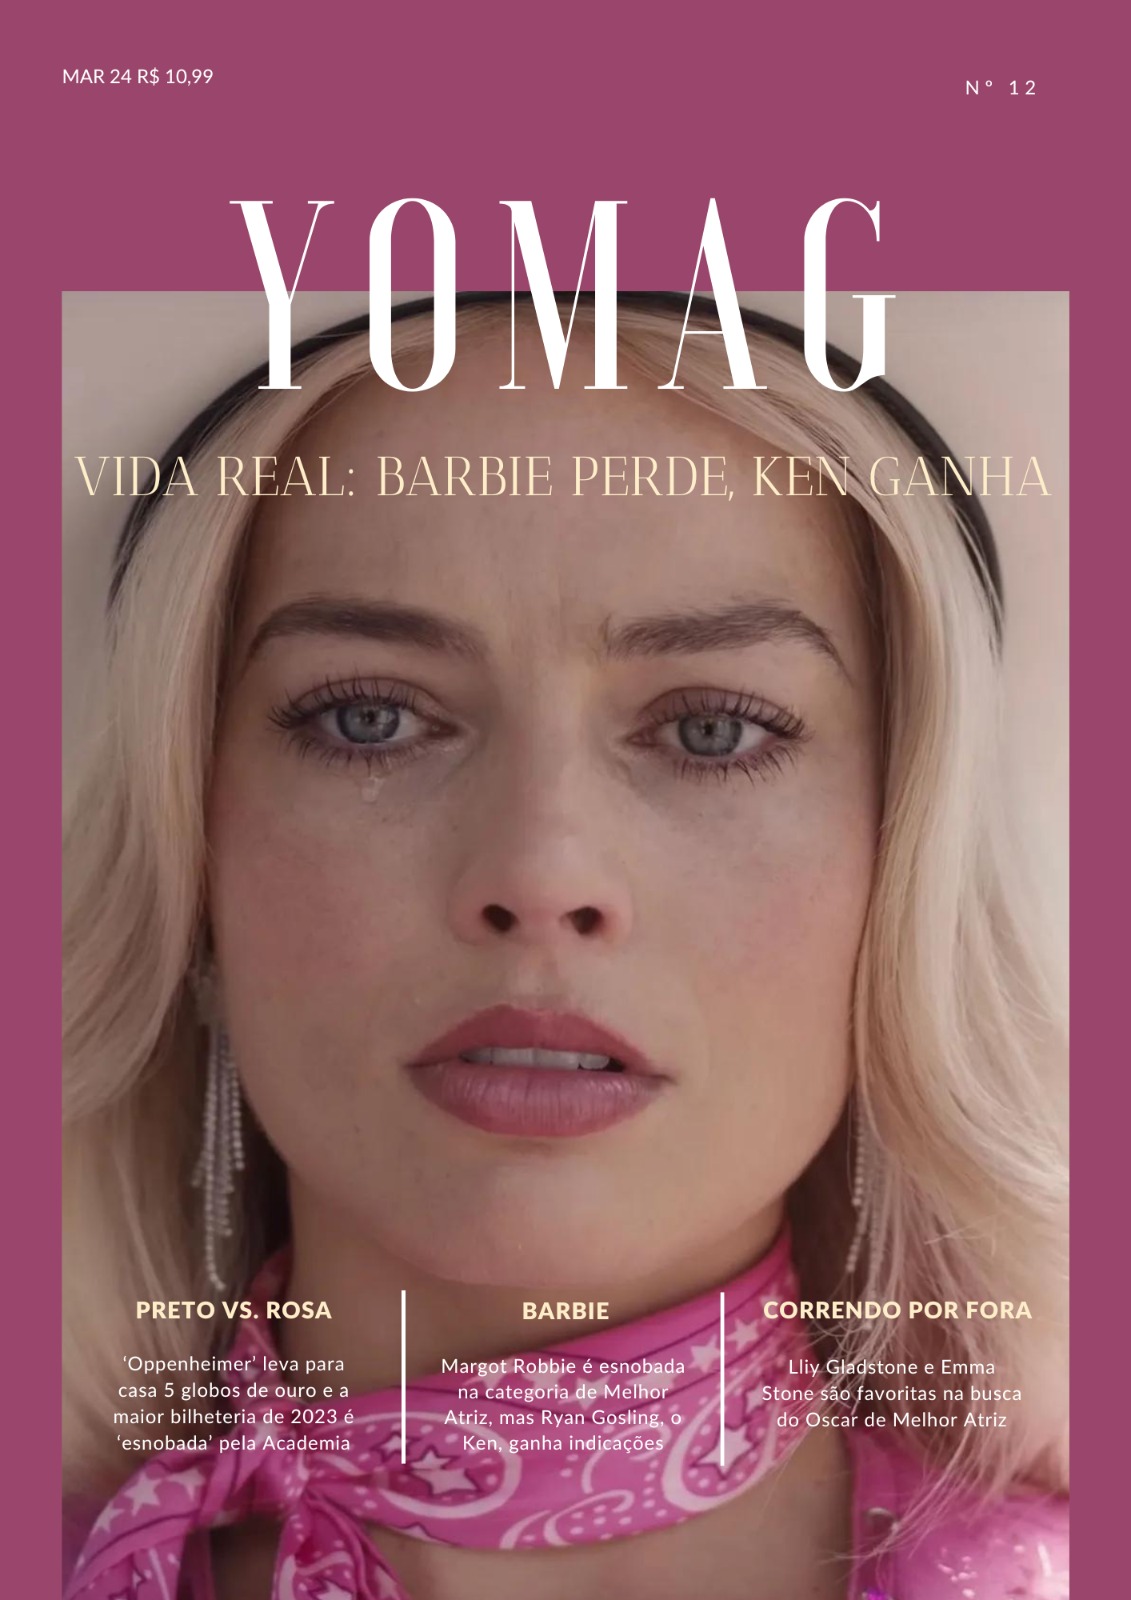 MAR 24 R$ 10,99
Nº 12
YOMAG
VIDA REAL: BARBIE PERDE, KEN GANHA
PRETO VS. ROSA
‘Oppenheimer’ leva para
casa 5 globos de ouro e a
maior bilheteria de 2023 é
‘esnobada’ pela Academia
BARBIE
Margot Robbie é esnobada
na categoria de Melhor
Atriz, mas Ryan Gosling, o
Ken, ganha indicações
CORRENDO POR FORA
Lliy Gladstone e Emma
Stone são favoritas na busca
do Oscar de Melhor Atriz